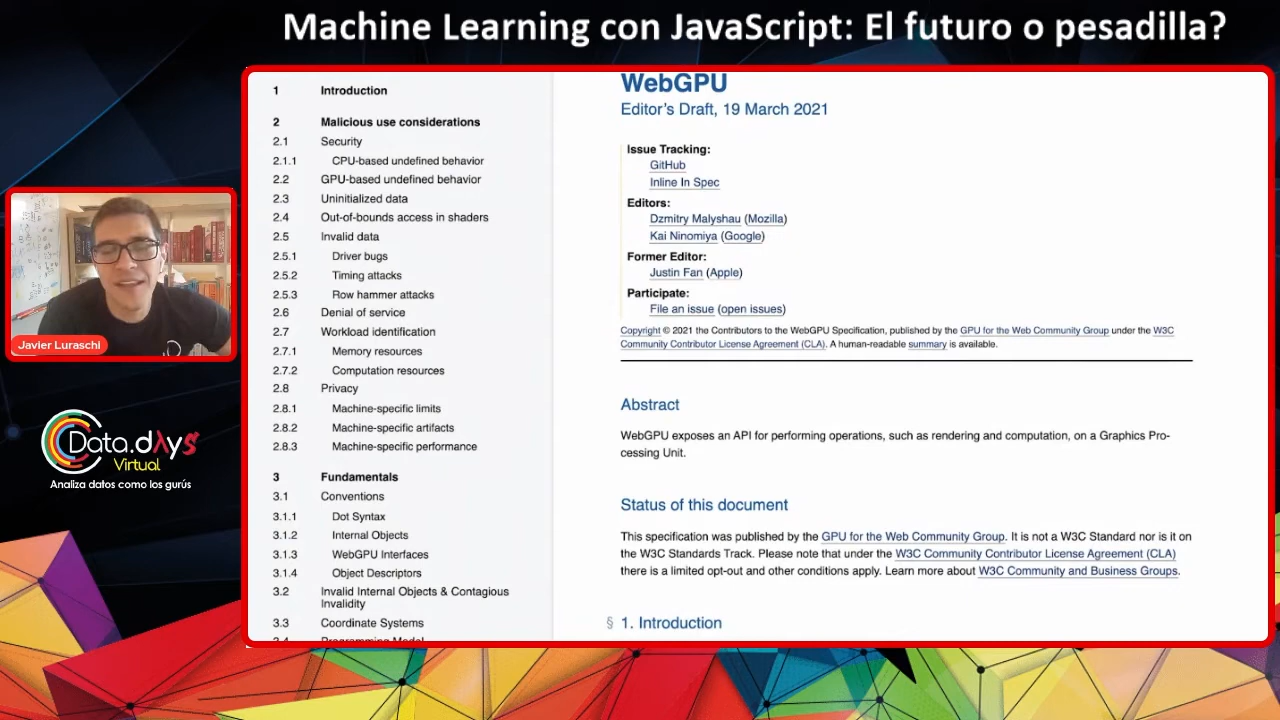 Machine Learning con JavaScript: El futuro o pesadilla?
Javier Luraschi
Data.dAys
Virtual
Analiza datos como los gurús
1 Introduction
2 Malicious use considerations
2.1 Security
2.1.1 CPU-based undefined behavior
2.2 GPU-based undefined behavior
2.3 Uninitialized data
2.4 Out-of-bounds access in shaders
2.5 Invalid data
2.5.1 Driver bugs
2.5.2 Timing attacks
2.5.3 Row hammer attacks
2.6 Denial of service
2.7 Workload identification
2.7.1 Memory resources
2.7.2 Computation resources
2.8 Privacy
2.8.1 Machine-specific limits
2.8.2 Machine-specific artifacts
2.8.3 Machine-specific performance
3 Fundamentals
3.1 Conventions
3.1.1 Dot Syntax
3.1.2 Internal Objects
3.1.3 WebGPU Interfaces
3.1.4 Object Descriptors
3.2 Invalid Internal Objects & Contagious
Invalidity
3.3 Coordinate Systems
3.4 Programming Model
WebGPU
Editor's Draft, 19 March 2021
Issue Tracking:
GitHub
Inline In Spec
Editors:
Dzmitry Malyshau (Mozilla)
Kai Ninomiya (Google)
Former Editor:
Justin Fan (Apple)
Participate:
File an issue (open issues)
Copyright © 2021 the Contributors to the WebGPU Specification, published by the GPU for the Web Community Group under the W3C
Community Contributor License Agreement (CLA). A human-readable summary is available.
Abstract
WebGPU exposes an API for performing operations, such as rendering and computation, on a Graphics Pro-
cessing Unit.
Status of this document
This specification was published by the GPU for the Web Community Group. It is not a W3C Standard nor is it on
the W3C Standards Track. Please note that under the W3C Community Contributor License Agreement (CLA)
there is a limited opt-out and other conditions apply. Learn more about W3C Community and Business Groups.
§ 1. Introduction